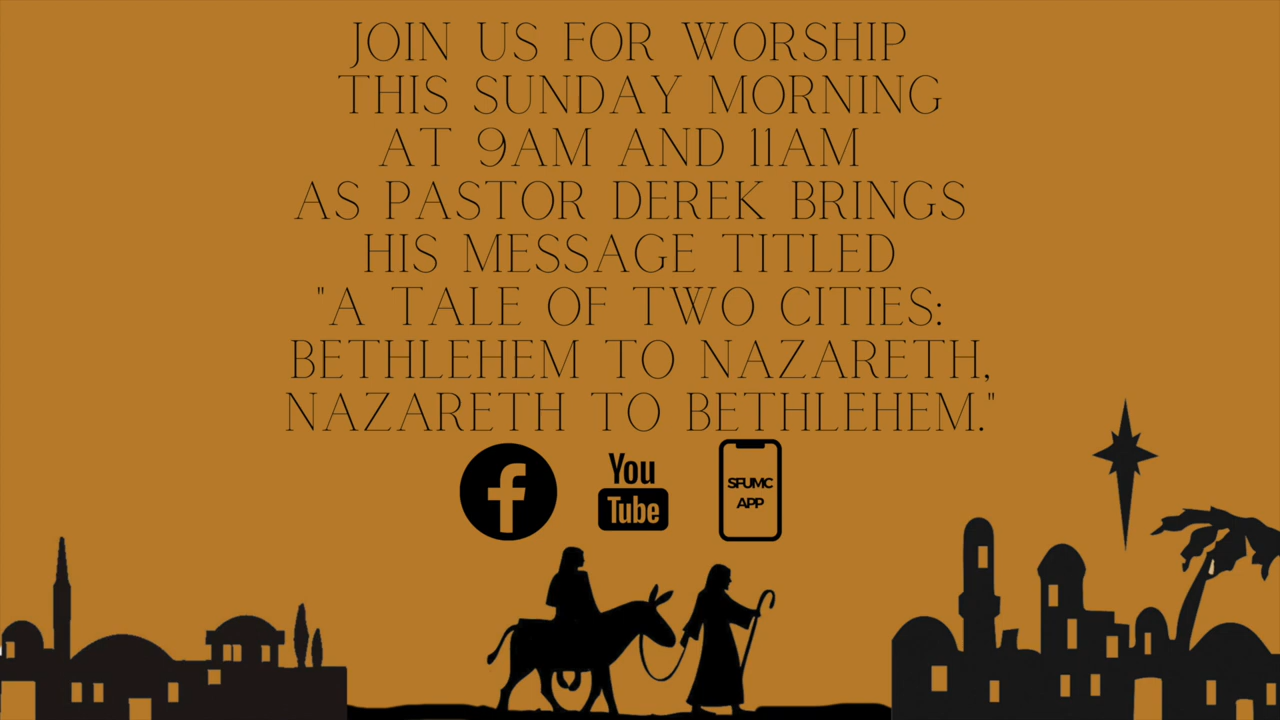 JOIN US FOR WORSHIP
THIS SUNDAY MORNING
AT 9AM AND 11AM
AS PASTOR DEREK BRINGS
HIS MESSAGE TITLED
"A TALE OF TWO CITIES:
BETHLEHEM TO NAZARETH,
NAZARETH TO BETHLEHEM."
f
You
Tube
SFUMC
APP